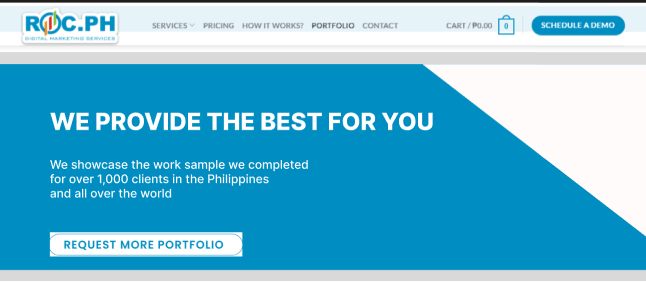 ROC.PH
DIGITAL MARKETING SERVICES
SERVICES PRICING HOW IT WORKS? PORTFOLIO CONTACT CART / ₱0.00 0 SCHEDULE A DEMO
WE PROVIDE THE BEST FOR YOU
We showcase the work sample we completed
for over 1,000 clients in the Philippines
and all over the world
REQUEST MORE PORTFOLIO